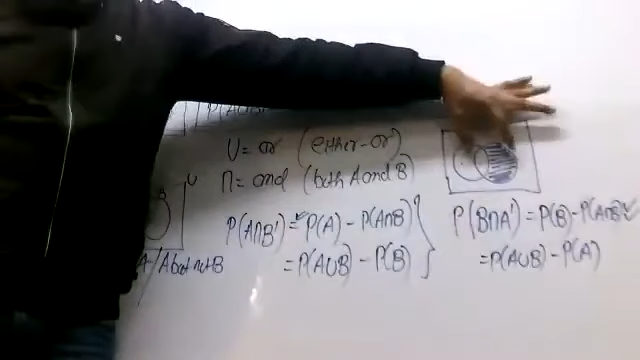 U = or (either-or)
∩ = and (both A and B)
P(A∩B') = P(A) - P(A∩B)
= P(A∪B) - P(B)
A but not B
U
B
P(B∩A') = P(B) - P(A∩B)
= P(A∪B) - P(A)